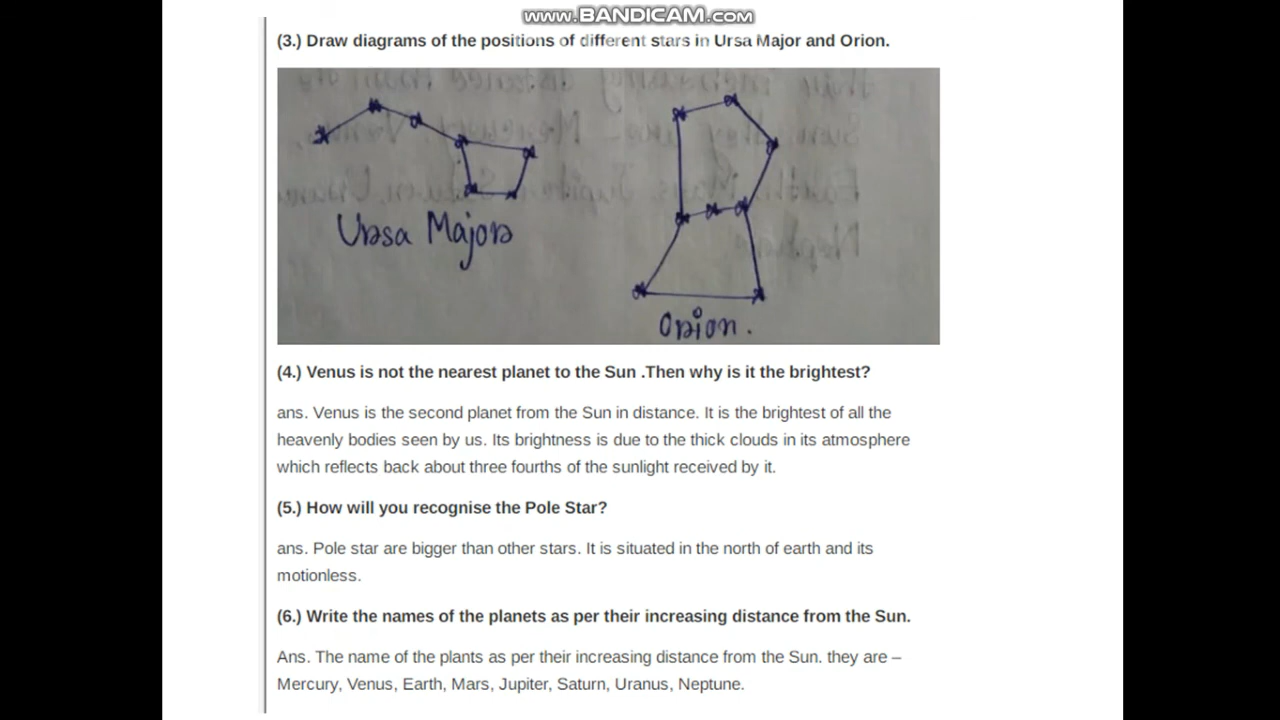 www.BANDICAM.com
(3.) Draw diagrams of the positions of different stars in Ursa Major and Orion.
Ursa Major
Orion.
(4.) Venus is not the nearest planet to the Sun .Then why is it the brightest?
ans. Venus is the second planet from the Sun in distance. It is the brightest of all the
heavenly bodies seen by us. Its brightness is due to the thick clouds in its atmosphere
which reflects back about three fourths of the sunlight received by it.
(5.) How will you recognise the Pole Star?
ans. Pole star are bigger than other stars. It is situated in the north of earth and its
motionless.
(6.) Write the names of the planets as per their increasing distance from the Sun.
Ans. The name of the plants as per their increasing distance from the Sun. they are –
Mercury, Venus, Earth, Mars, Jupiter, Saturn, Uranus, Neptune.